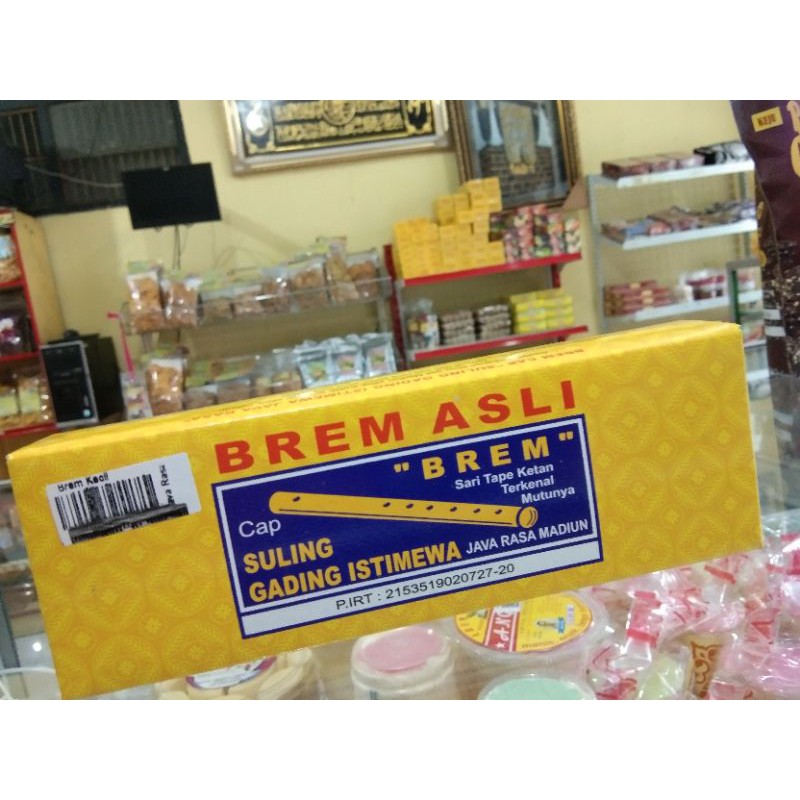 BREM ASLI
"BREM"
Sari Tape Ketan
Terkenal
Mutunya
Cap
SULING
GADING ISTIMEWA
JAVA RASA MADIUN
P.IRT : 2153519020727-20
Brem Kecil
KEJU